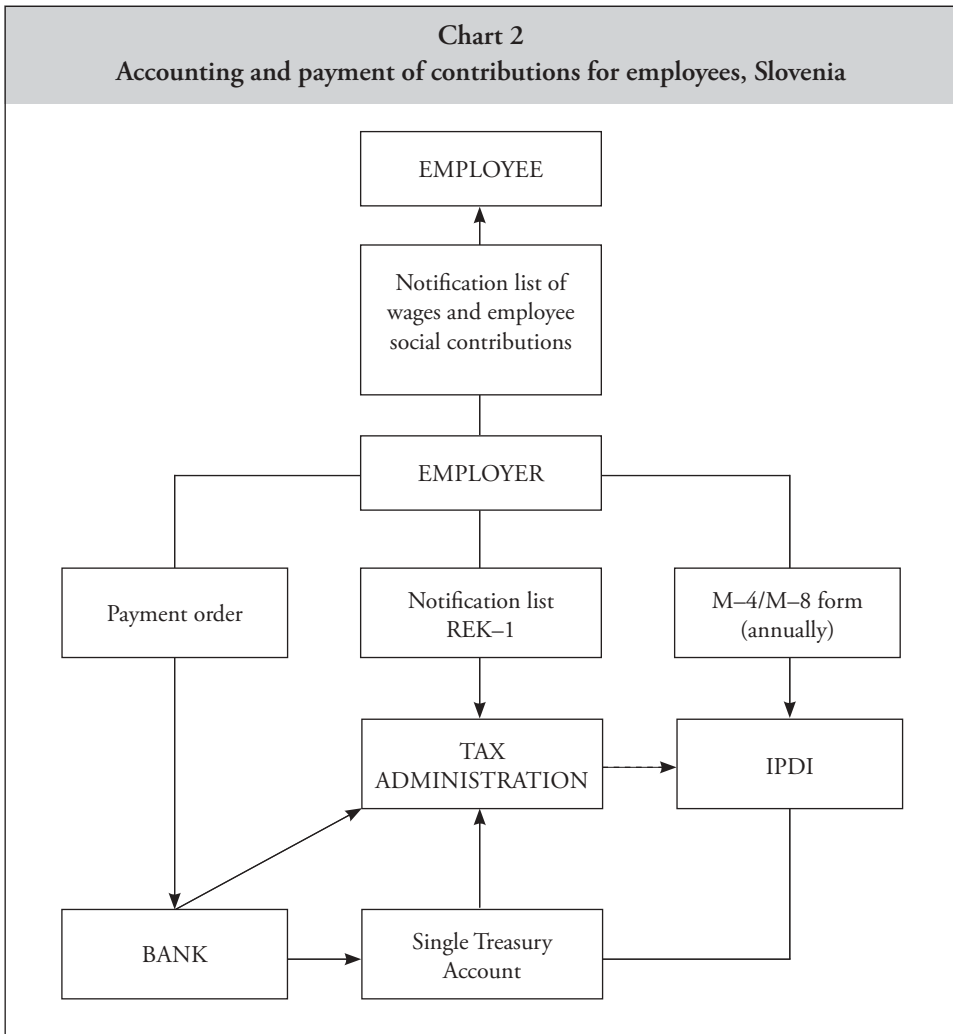 Chart 2
Accounting and payment of contributions for employees, Slovenia
EMPLOYEE
Notification list of
wages and employee
social contributions
EMPLOYER
Payment order
Notification list
REK–1
M–4/M–8 form
(annually)
TAX
ADMINISTRATION
IPDI
BANK
Single Treasury
Account